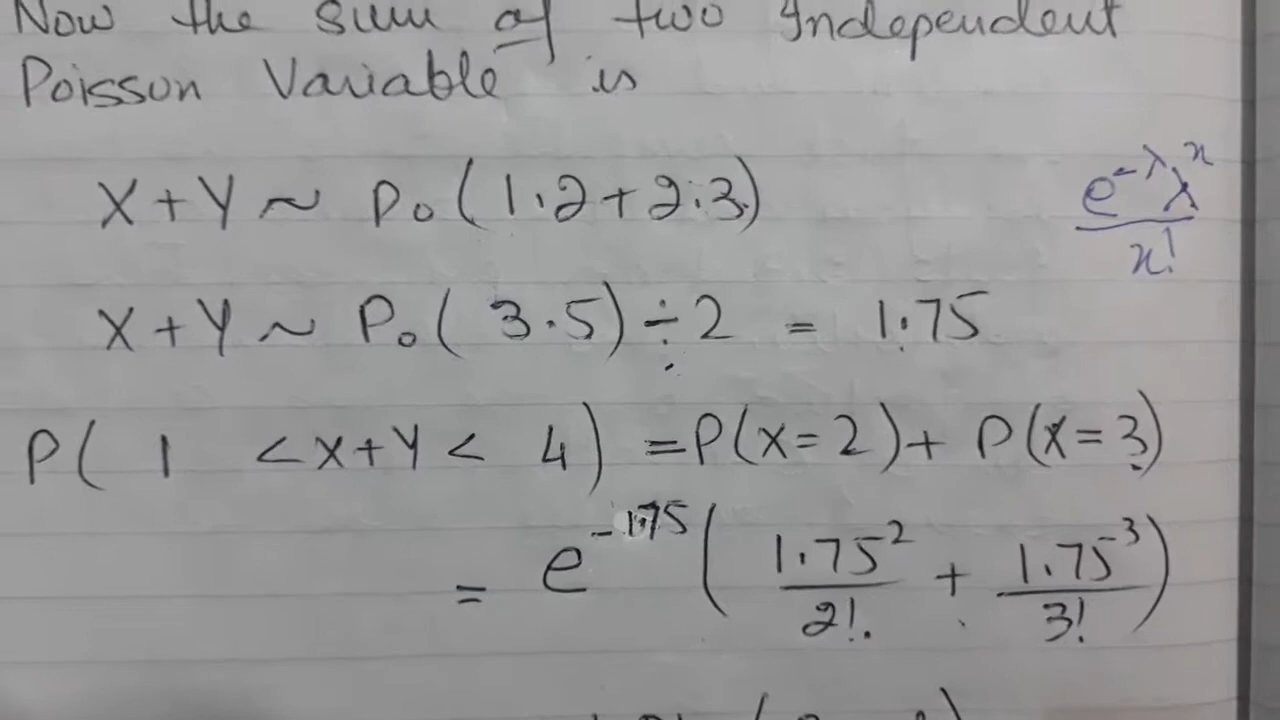 Now the sum of two Independent
Poisson Variable is
X+Y ~ Po(1.2+2.3)
e^-λ λ^x / x!
X+Y ~ Po(3.5) ÷ 2 = 1.75
P( 1 < X+Y < 4) = P(X=2) + P(X=3)
= e^-1.75 ( 1.75^2 / 2! + 1.75^3 / 3! )